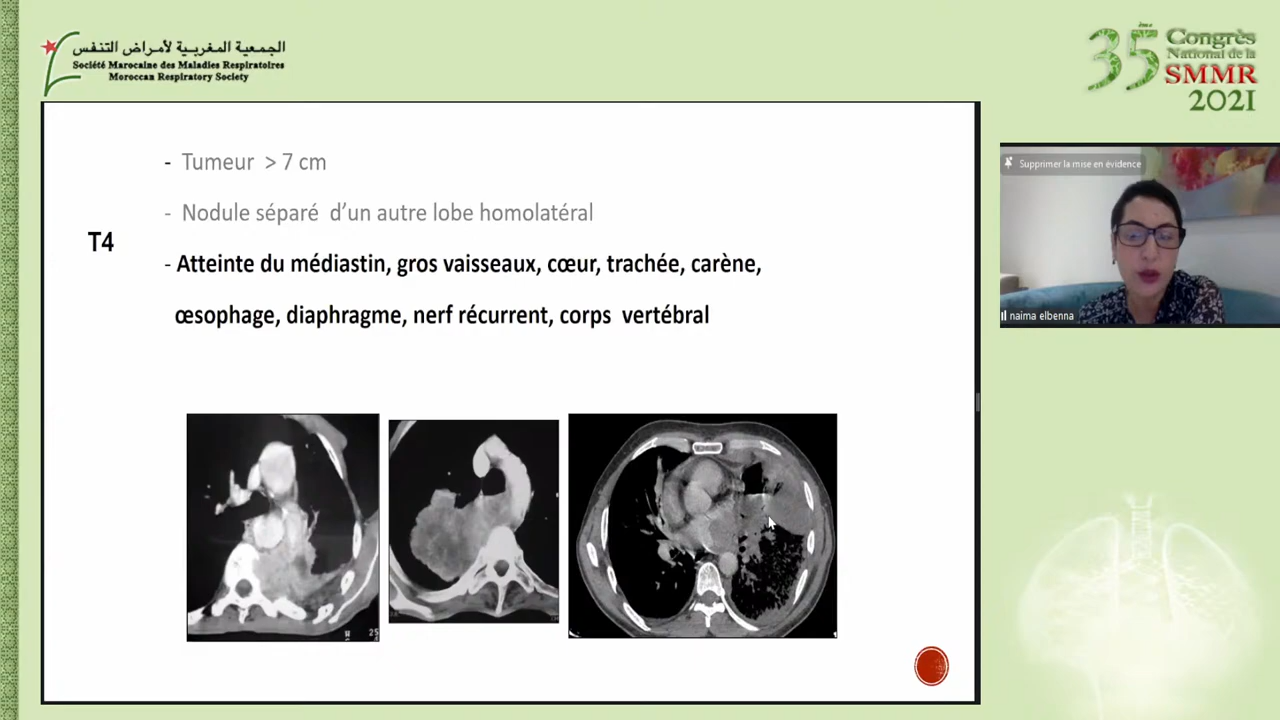 الجمعية المغربية لأمراض التنفس
Société Marocaine des Maladies Respiratoires
Moroccan Respiratory Society
35ème Congrès
National de la
SMMR
2021
- Tumeur > 7 cm
- Nodule séparé d’un autre lobe homolatéral
T4
- Atteinte du médiastin, gros vaisseaux, cœur, trachée, carène,
œsophage, diaphragme, nerf récurrent, corps vertébral
Supprimer la mise en évidence
naima elbenna
25